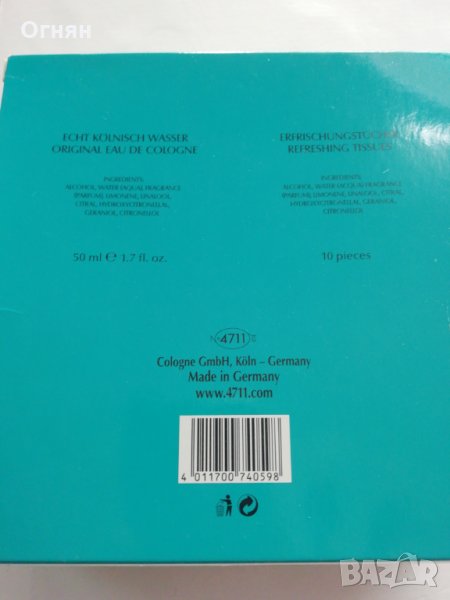 Огнян
ECHT KÖLNISCH WASSER
ORIGINAL EAU DE COLOGNE
INGREDIENTS:
ALCOHOL, WATER (AQUA), FRAGRANCE
(PARFUM), LIMONENE, LINALOOL,
CITRAL, HYDROXYCITRONELLAL,
GERANIOL, CITRONELLOL
50 ml ℮ 1.7 fl. oz.
ERFRISCHUNGSTÜCHER
REFRESHING TISSUES
INGREDIENTS:
ALCOHOL, WATER (AQUA), FRAGRANCE
(PARFUM), LIMONENE, LINALOOL, CITRAL,
HYDROXYCITRONELLAL, GERANIOL,
CITRONELLOL
10 pieces
4711
Cologne GmbH, Köln – Germany
Made in Germany
www.4711.com
4 011700 740598
BAZAR